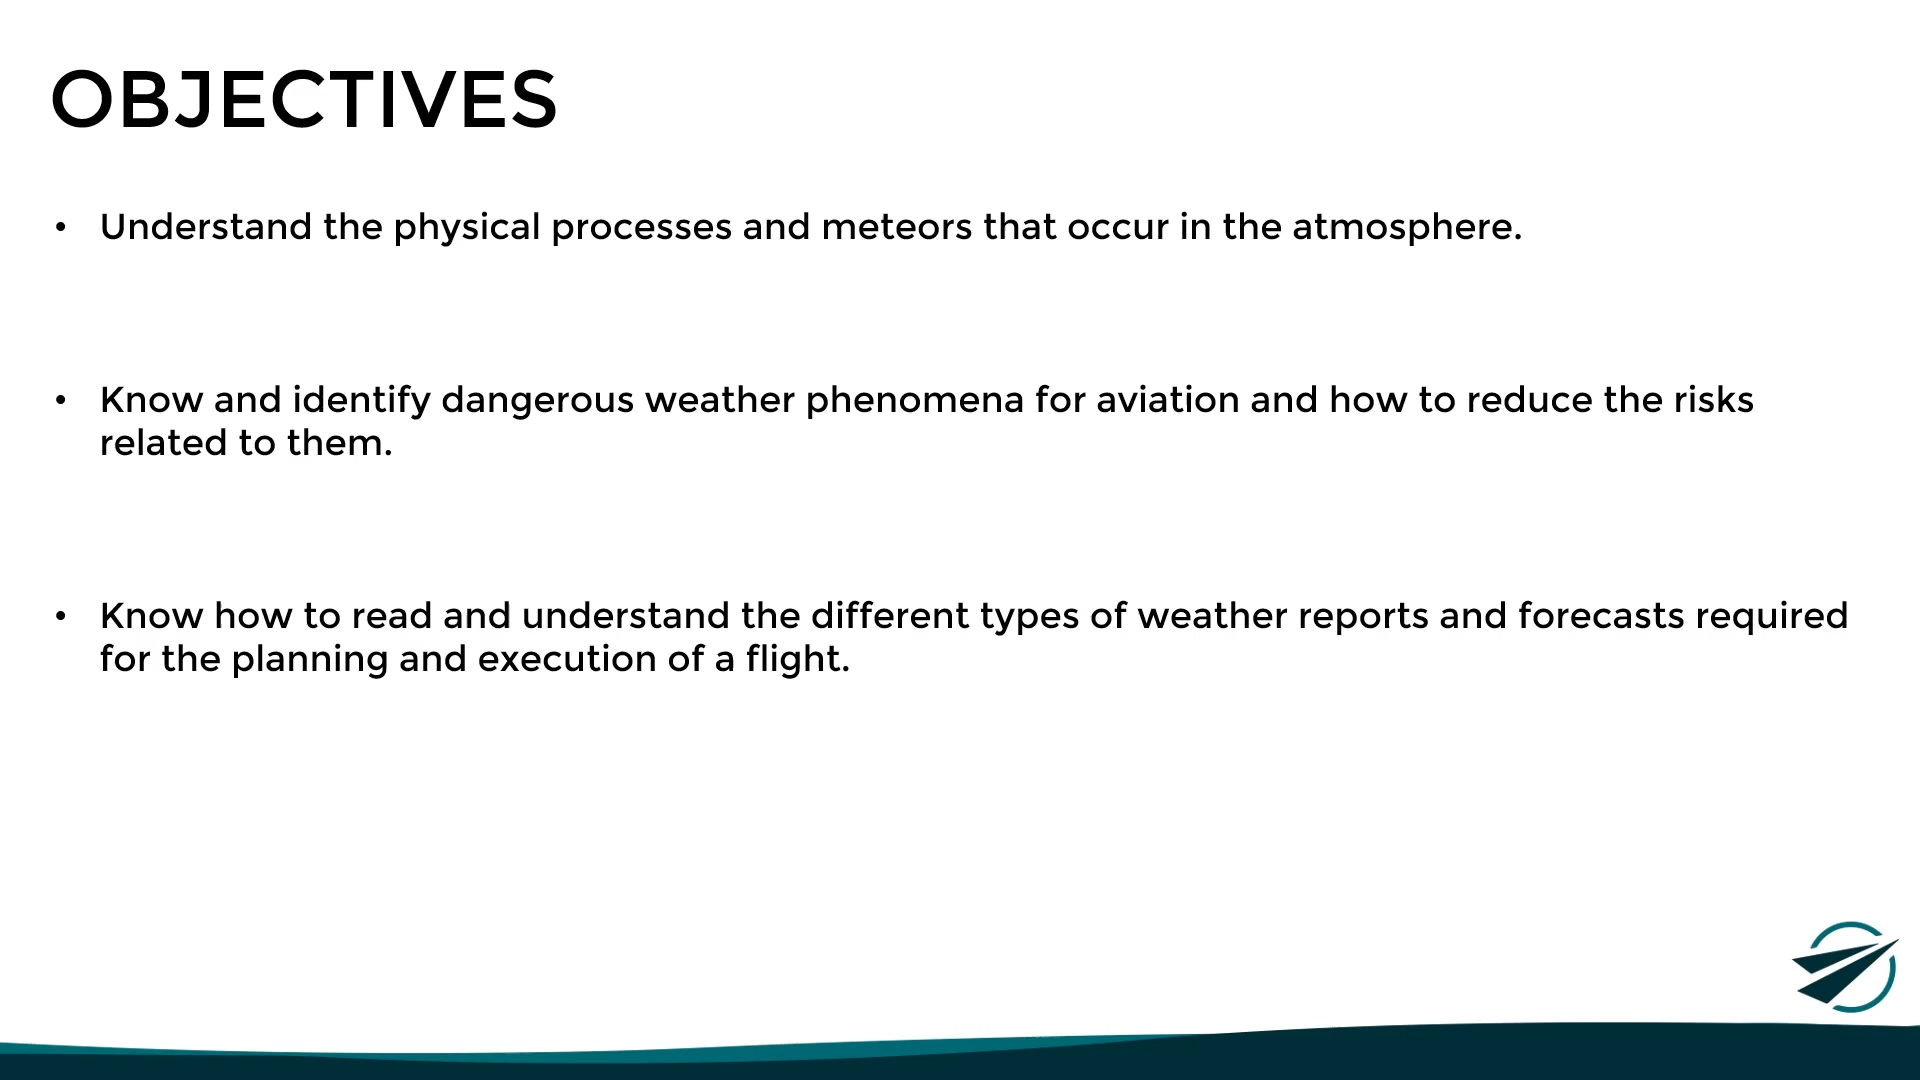 OBJECTIVES
• Understand the physical processes and meteors that occur in the atmosphere.
• Know and identify dangerous weather phenomena for aviation and how to reduce the risks
related to them.
• Know how to read and understand the different types of weather reports and forecasts required
for the planning and execution of a flight.